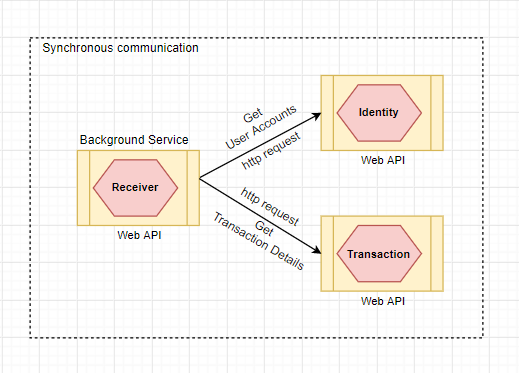 Synchronous communication
Background Service
Receiver
Web API
Get
User Accounts
http request
Identity
Web API
http request
Get
Transaction Details
Transaction
Web API